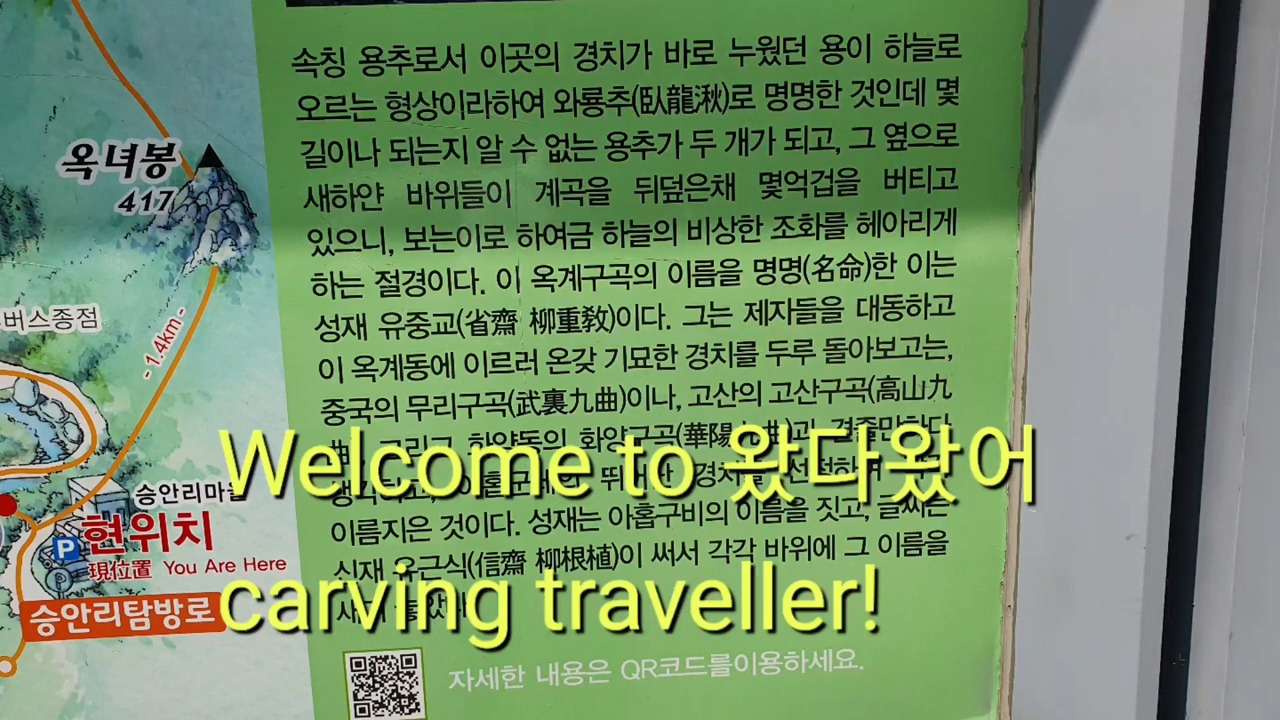 옥녀봉
417
버스종점
- 1.4km -
승안리마을
P 현위치
現位置 You Are Here
승안리탐방로
속칭 용추로서 이곳의 경치가 바로 누웠던 용이 하늘로
오르는 형상이라하여 와룡추(臥龍湫)로 명명한 것인데 몇
길이나 되는지 알 수 없는 용추가 두 개가 되고, 그 옆으로
새하얀 바위들이 계곡을 뒤덮은채 몇억겁을 버티고
있으니, 보는이로 하여금 하늘의 비상한 조화를 헤아리게
하는 절경이다. 이 옥계구곡의 이름을 명명(名命)한 이는
성재 유중교(省齋 柳重敎)이다. 그는 제자들을 대동하고
이 옥계동에 이르러 온갖 기묘한 경치를 두루 돌아보고는,
중국의 무리구곡(武裏九曲)이나, 고산의 고산구곡(高山九
그리고 화양동의 화양구곡(華陽
이름지은 것이다. 성재는 아홉구비의 이름을 짓고, 글씨는
신재 유근식(信齋 柳根植)이 써서 각각 바위에 그 이름을
Welcome to 왔다왔어
carving traveller!
자세한 내용은 QR코드를이용하세요.